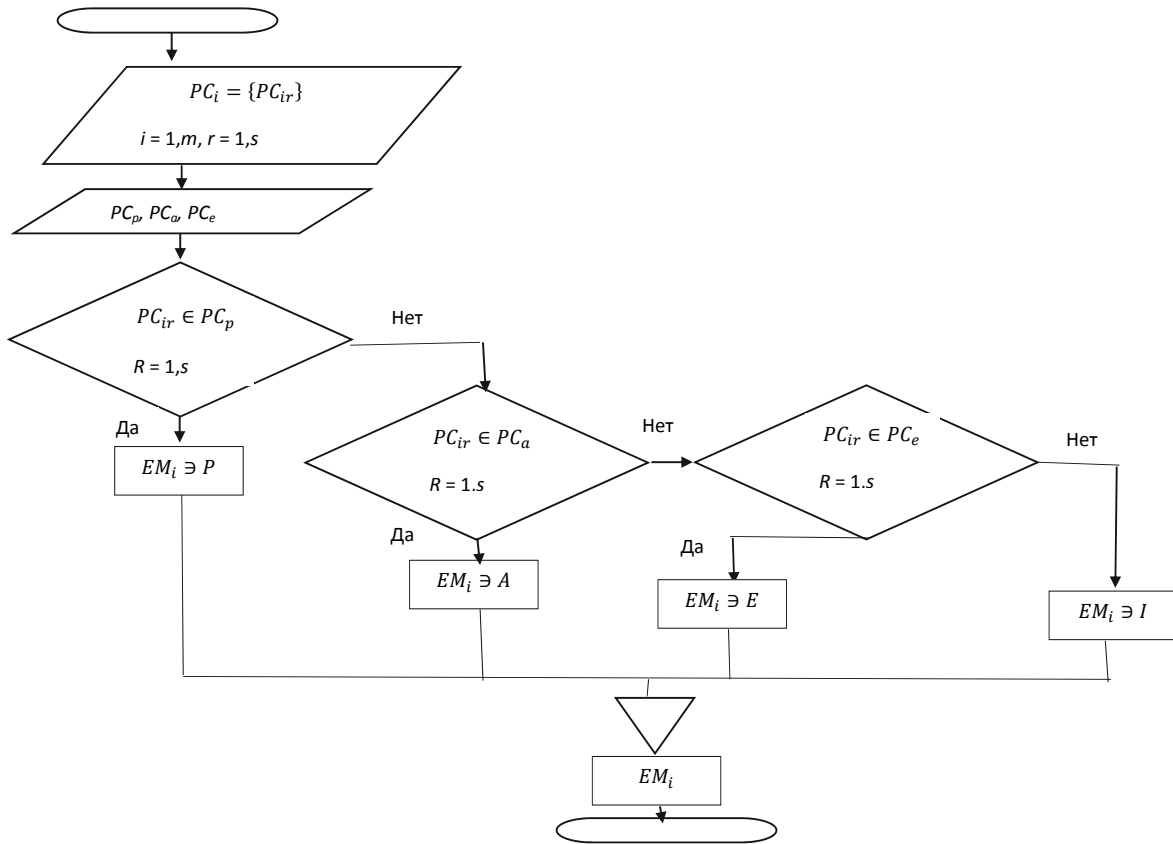 PC_i = {PC_ir}
i = 1,m, r = 1,s
PC_p, PC_a, PC_e
PC_ir ∈ PC_p
R = 1,s
Нет
Да
EM_i ∋ P
PC_ir ∈ PC_a
R = 1.s
Нет
Да
EM_i ∋ A
PC_ir ∈ PC_e
R = 1.s
Нет
Да
EM_i ∋ E
EM_i ∋ I
EM_i